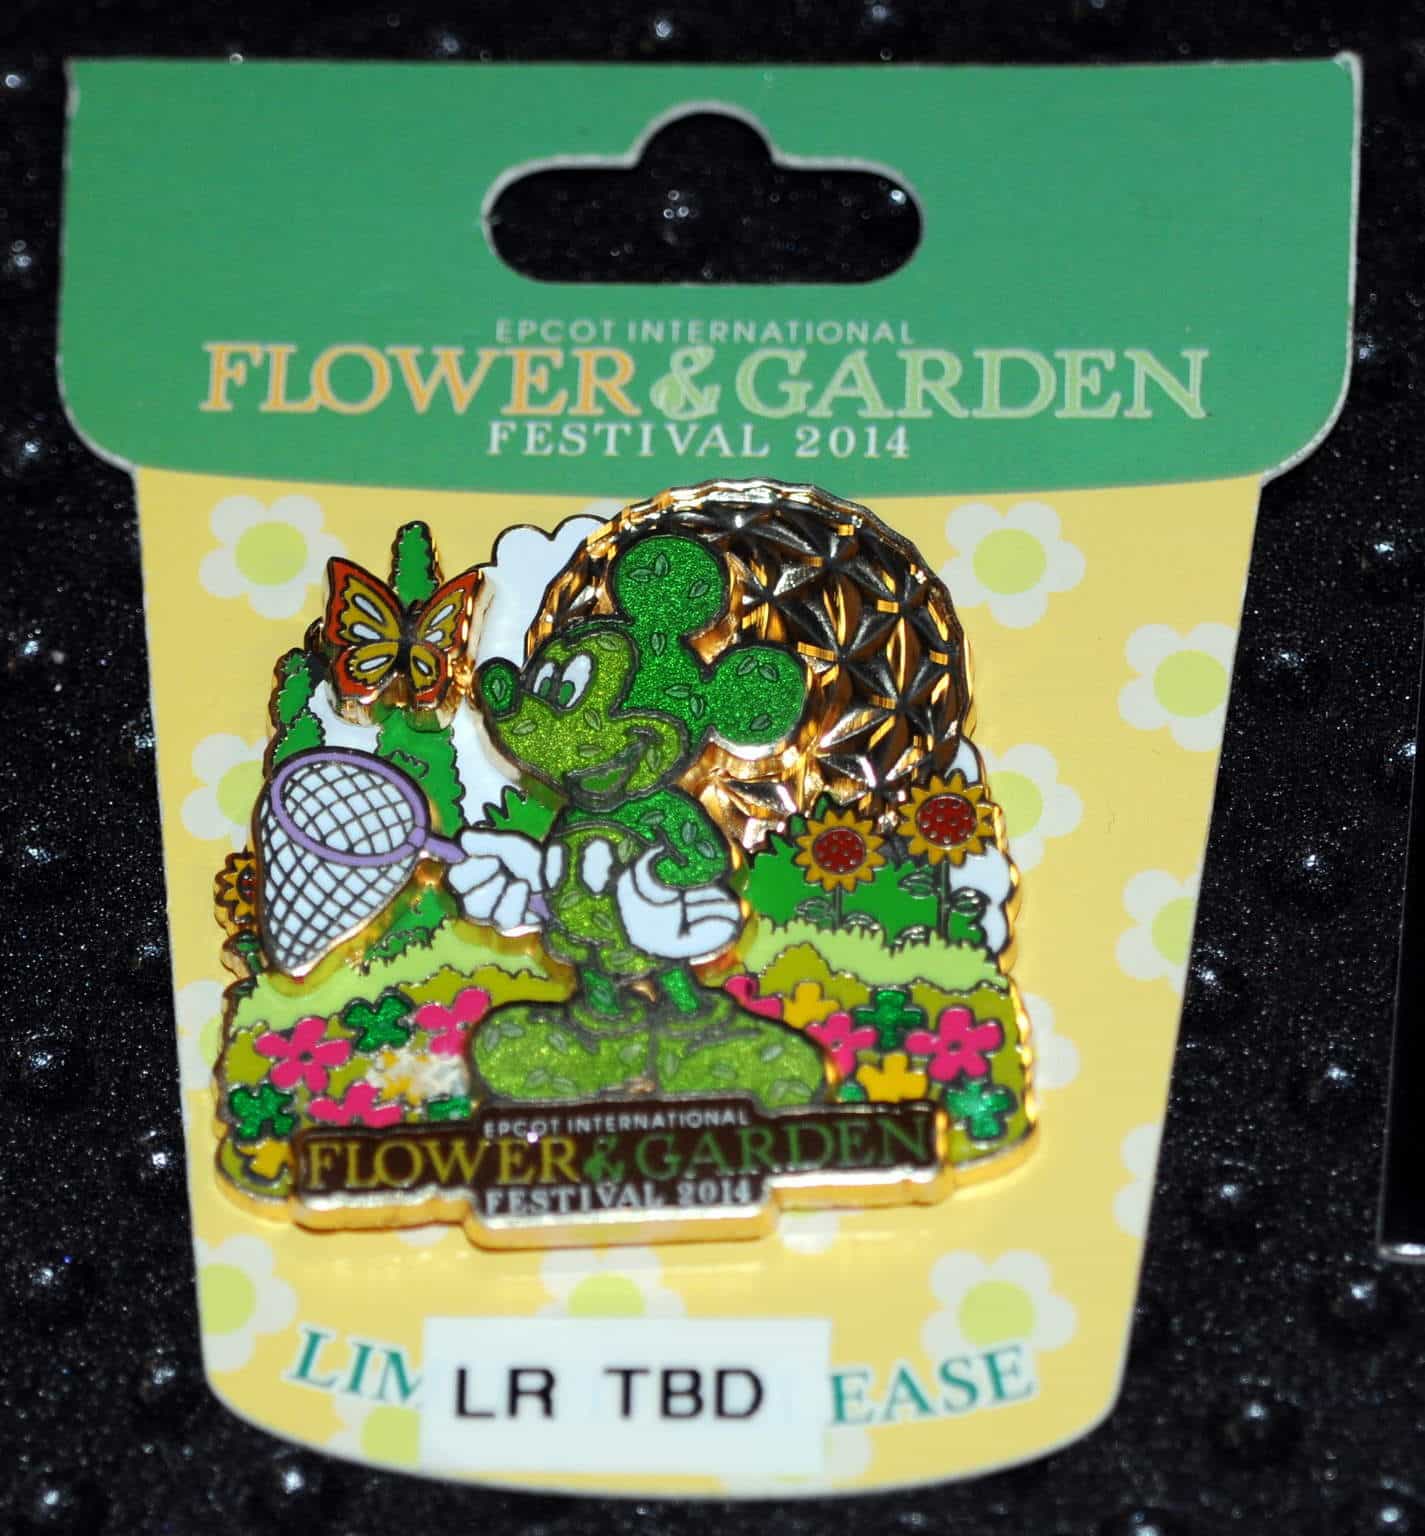 EPCOT INTERNATIONAL
FLOWER & GARDEN
FESTIVAL 2014
EPCOT INTERNATIONAL
FLOWER & GARDEN
FESTIVAL 2014
LIM EASE
LR TBD